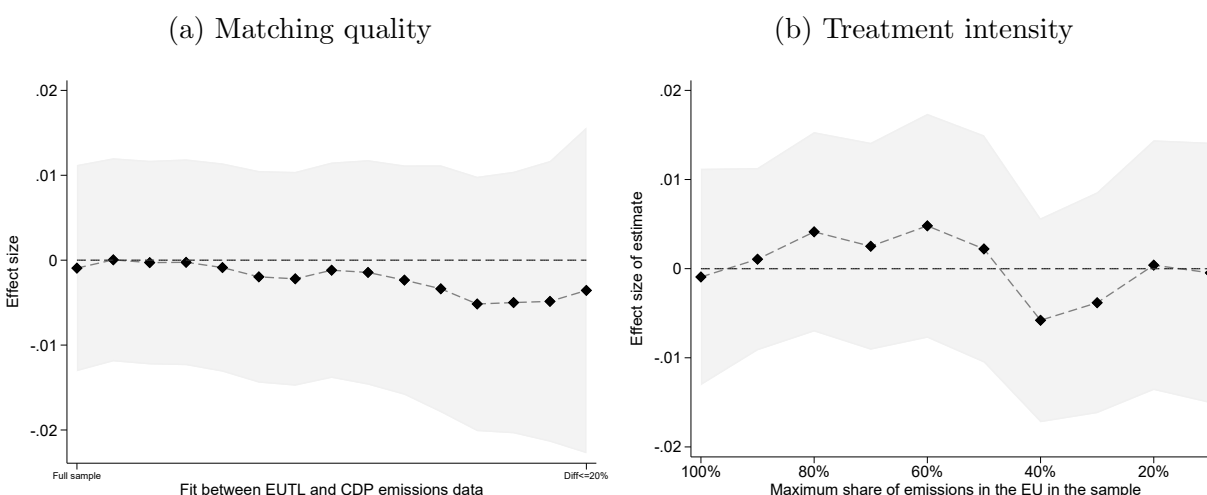 (a) Matching quality
(b) Treatment intensity
.02
.01
0
-.01
-.02
Effect size
Full sample
Diff<=20%
Fit between EUTL and CDP emissions data
.02
.01
0
-.01
-.02
Effect size of estimate
100%
80%
60%
40%
20%
Maximum share of emissions in the EU in the sample